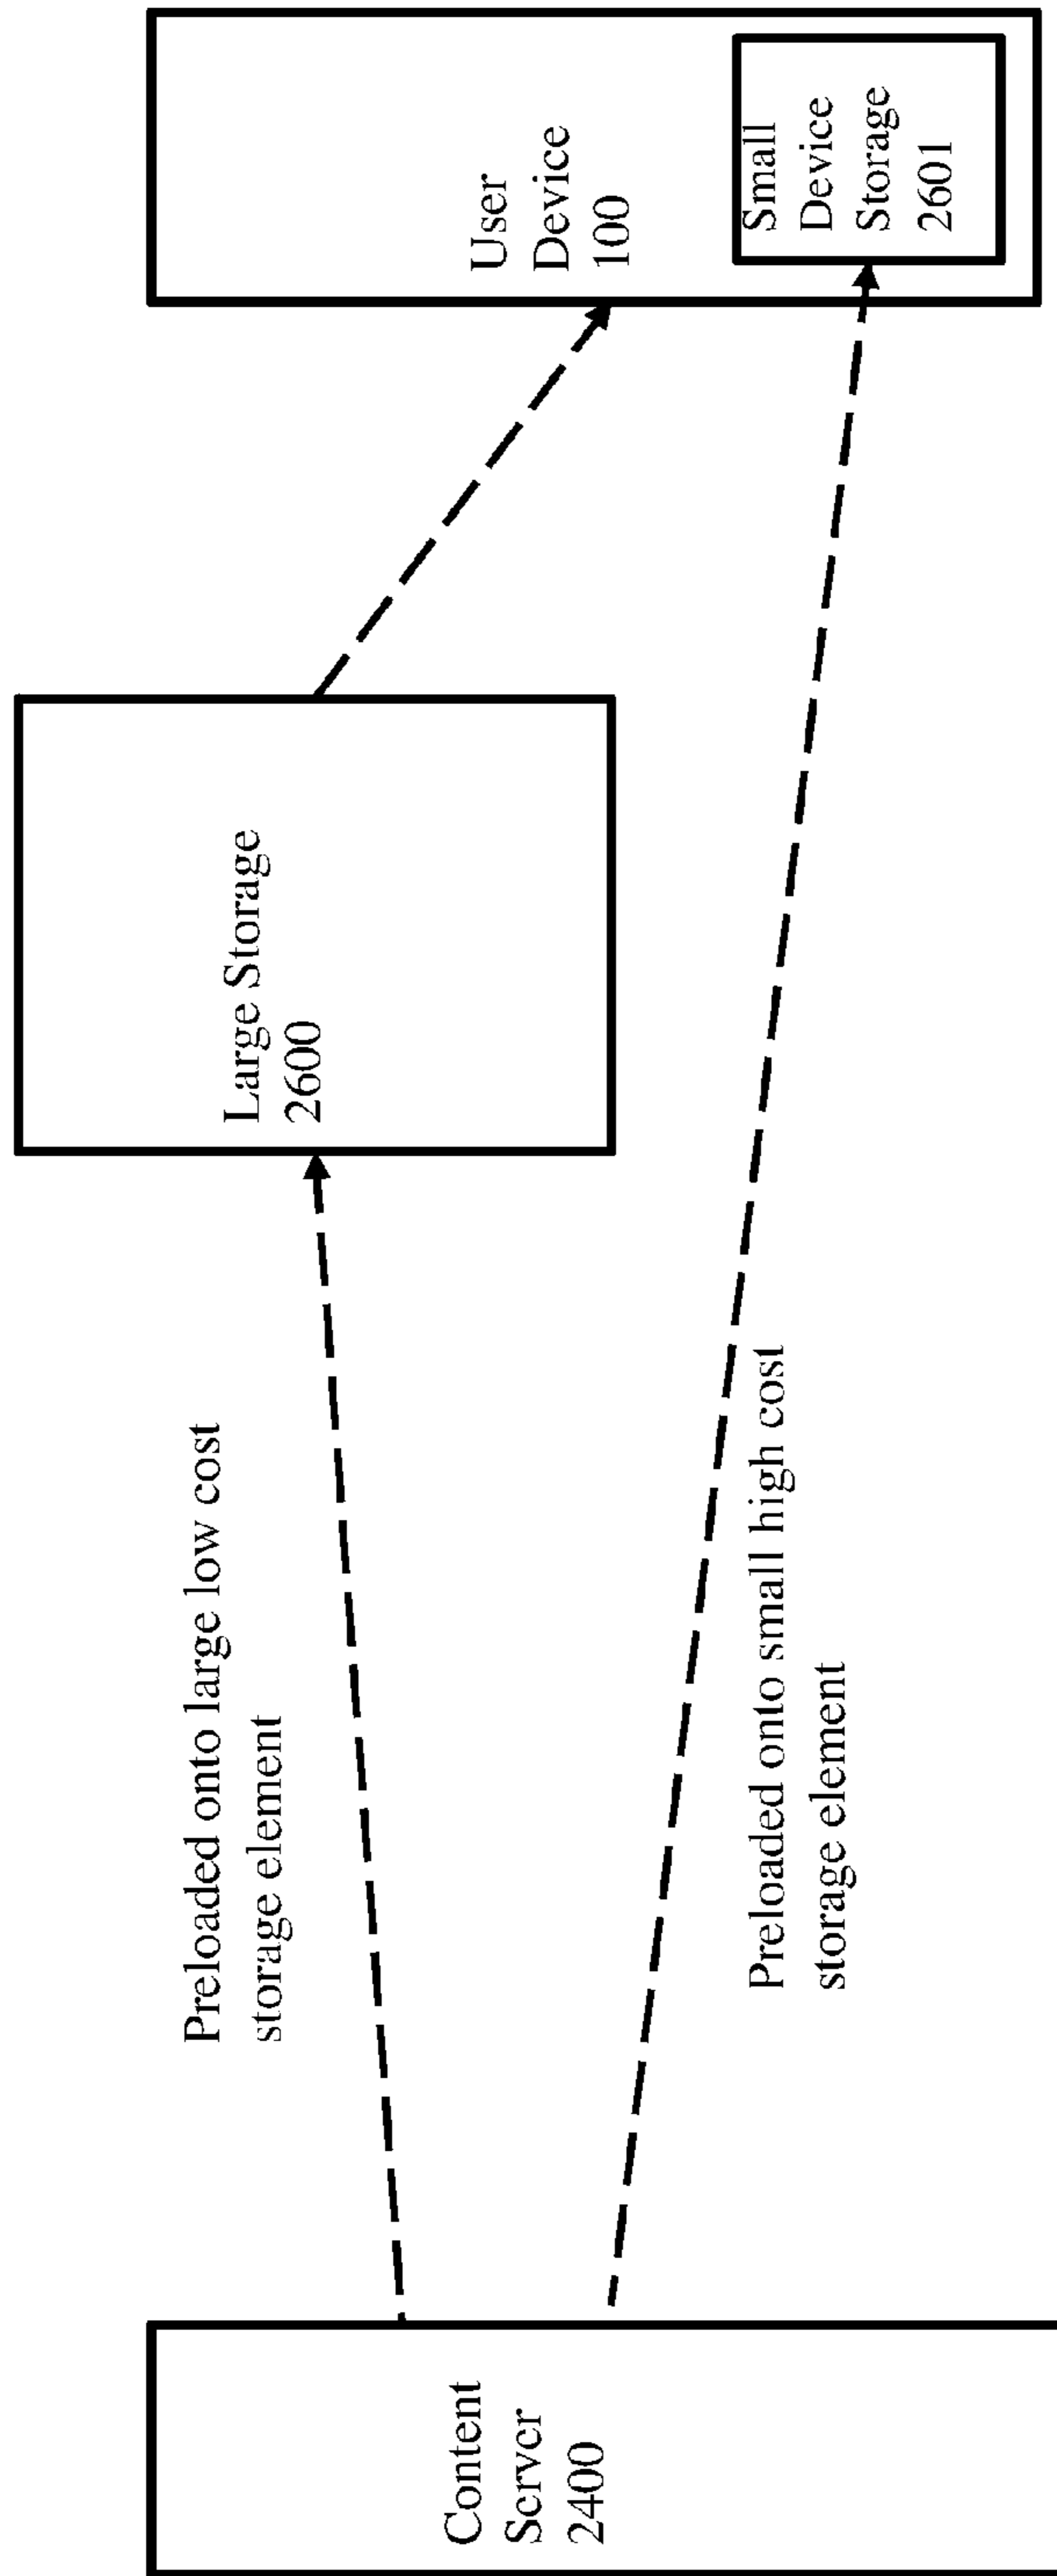 Content
Server
2400
Preloaded onto large low cost
storage element
Preloaded onto small high cost
storage element
Large Storage
2600
User
Device
100
Small
Device
Storage
2601